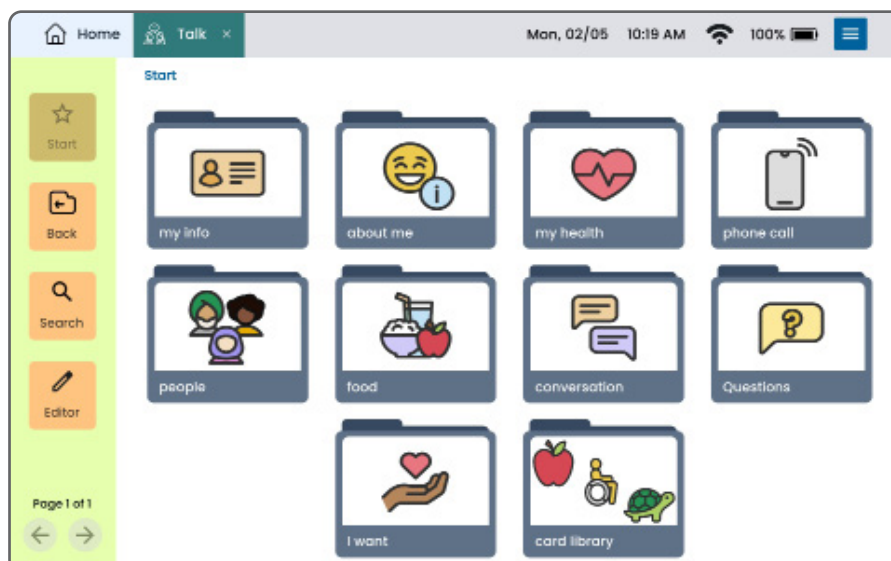 Home
Talk ×
Mon, 02/05 10:19 AM 100%
Start
Start
Back
Search
Editor
Page 1 of 1
my info
about me
i
my health
phone call
people
food
conversation
?
Questions
I want
card library